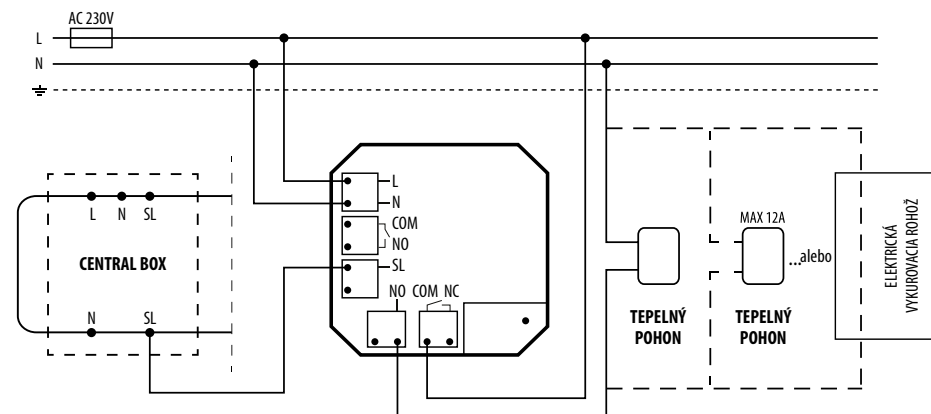 AC 230V
L
N
L
N
COM
NO
SL
NO COM NC
L N SL
CENTRAL BOX
N SL
MAX 12A
...alebo
TEPELNÝ
POHON
TEPELNÝ
POHON
ELEKTRICKÁ
VYKUROVACIA ROHOŽ